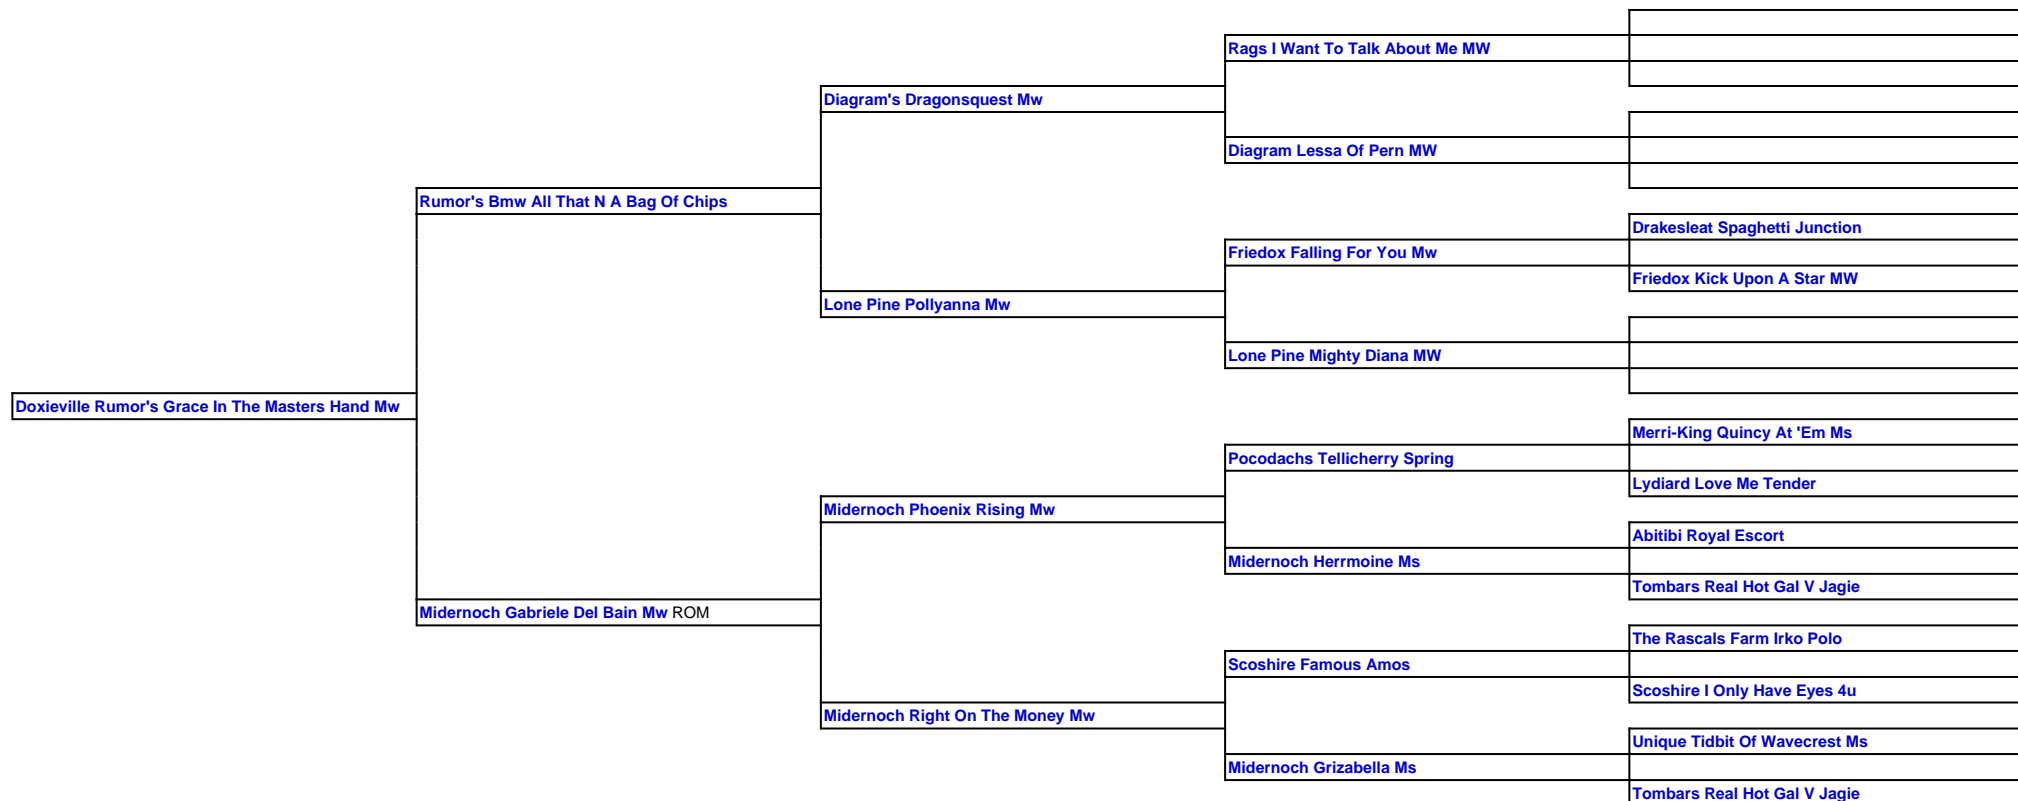 Rags I Want To Talk About Me MW
Diagram's Dragonsquest Mw
Diagram Lessa Of Pern MW
Rumor's Bmw All That N A Bag Of Chips
Drakesleat Spaghetti Junction
Friedox Falling For You Mw
Friedox Kick Upon A Star MW
Lone Pine Pollyanna Mw
Lone Pine Mighty Diana MW
Doxieville Rumor's Grace In The Masters Hand Mw
Merri-King Quincy At 'Em Ms
Pocodachs Tellicherry Spring
Lydiard Love Me Tender
Midernoch Phoenix Rising Mw
Abitibi Royal Escort
Midernoch Herrmoine Ms
Tombars Real Hot Gal V Jagie
Midernoch Gabriele Del Bain Mw ROM
The Rascals Farm Irko Polo
Scoshire Famous Amos
Scoshire I Only Have Eyes 4u
Midernoch Right On The Money Mw
Unique Tidbit Of Wavecrest Ms
Midernoch Grizabella Ms
Tombars Real Hot Gal V Jagie